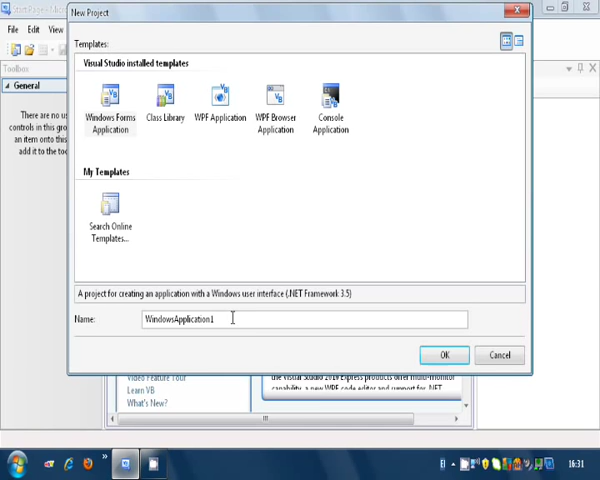 Start Page - Micro
New Project
File Edit View
Templates:
Toolbox
General
Visual Studio installed templates
There are no us
controls in this grou
an item onto this
add it to the too
Windows Forms Application
Class Library
WPF Application
WPF Browser Application
Console Application
My Templates
Search Online Templates...
A project for creating an application with a Windows user interface (.NET Framework 3.5)
Name: WindowsApplication1
OK Cancel
Video Feature Tour
Learn VB
What's New?
the Visual Studio 2010 Express products offer multi-monitor
capability, a new WPF code editor and support for .NET
16:31